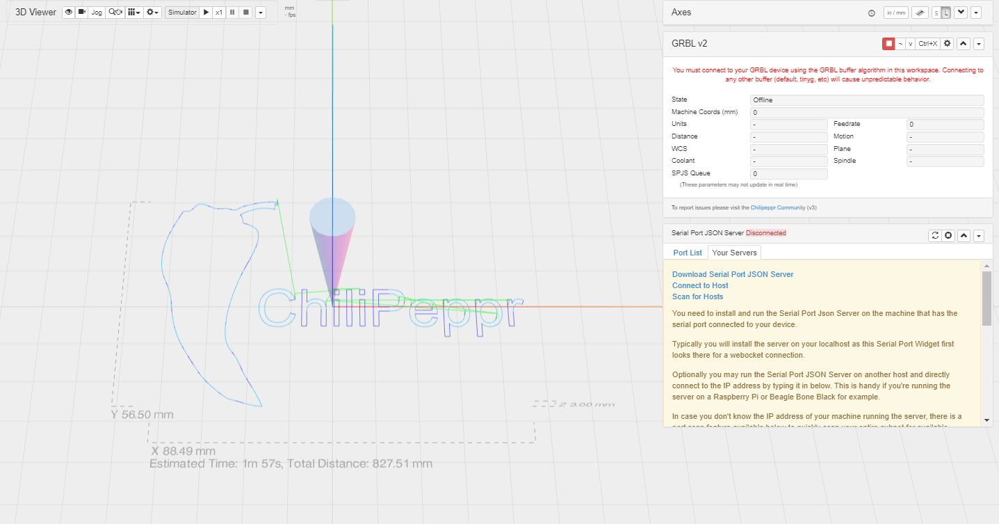 3D Viewer
Jog
Simulator
x1
mm
- fps
ChiliPeppr
Y 56.50 mm
Z 3.00 mm
X 88.49 mm
Estimated Time: 1m 57s, Total Distance: 827.51 mm
Axes
in / mm
S
L
GRBL v2
~
v
Ctrl+X
You must connect to your GRBL device using the GRBL buffer algorithm in this workspace. Connecting to
any other buffer (default, tinyg, etc) will cause unpredictable behavior.
State Offline
Machine Coords (mm) 0
Units - Feedrate 0
Distance - Motion -
WCS - Plane -
Coolant - Spindle -
SPJS Queue 0
(These parameters may not update in real time)
To report issues please visit the Chilipeppr Community (v3)
Serial Port JSON Server Disconnected
Port List
Your Servers
Download Serial Port JSON Server
Connect to Host
Scan for Hosts
You need to install and run the Serial Port Json Server on the machine that has the
serial port connected to your device.
Typically you will install the server on your localhost as this Serial Port Widget first
looks there for a webocket connection.
Optionally you may run the Serial Port JSON Server on another host and directly
connect to the IP address by typing it in below. This is handy if you're running the
server on a Raspberry Pi or Beagle Bone Black for example.
In case you don't know the IP address of your machine running the server, there is a